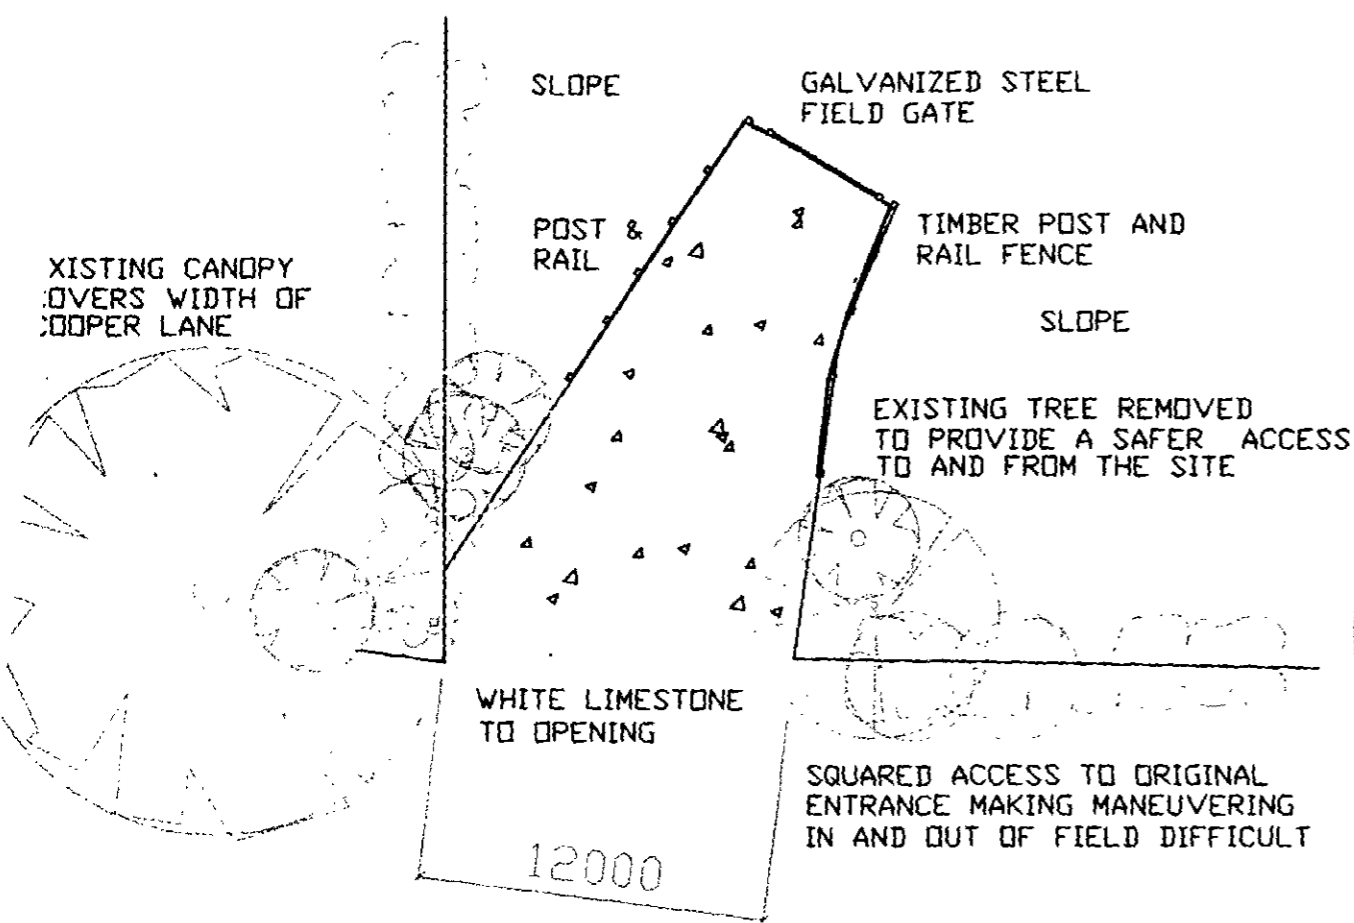 SLOPE
GALVANIZED STEEL
FIELD GATE
POST &
RAIL
TIMBER POST AND
RAIL FENCE
XISTING CANOPY
OVERS WIDTH OF
OOPER LANE
SLOPE
EXISTING TREE REMOVED
TO PROVIDE A SAFER ACCESS
TO AND FROM THE SITE
WHITE LIMESTONE
TO OPENING
SQUARED ACCESS TO ORIGINAL
ENTRANCE MAKING MANEUVERING
IN AND OUT OF FIELD DIFFICULT
12000